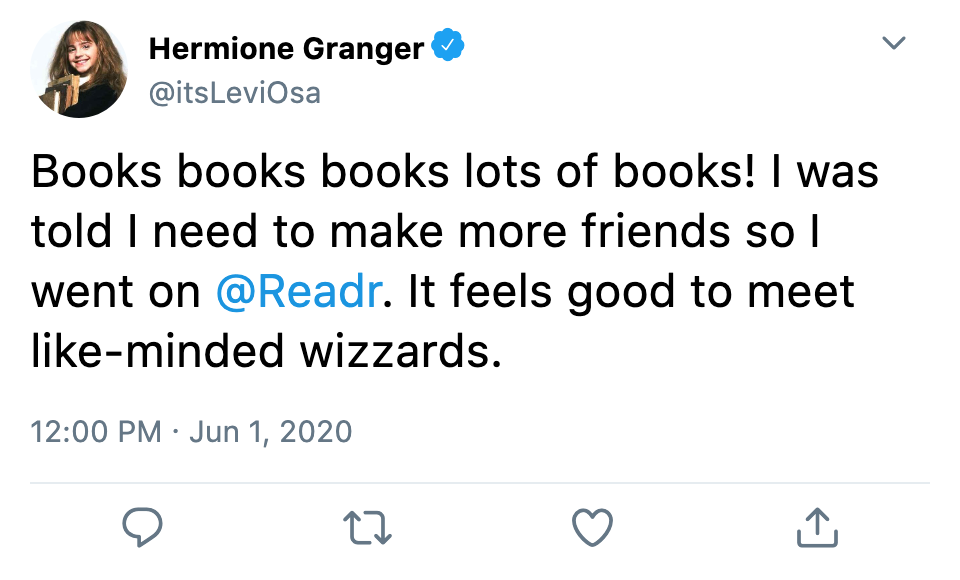 Hermione Granger
@itsLeviOsa
Books books books lots of books! I was
told I need to make more friends so I
went on @Readr. It feels good to meet
like-minded wizzards.
12:00 PM · Jun 1, 2020